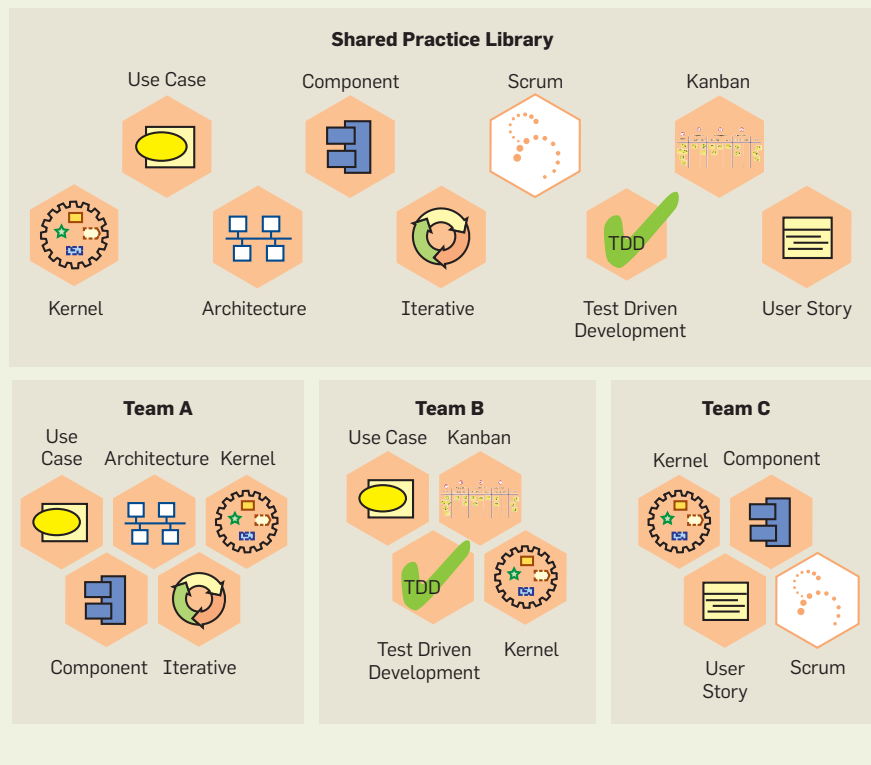 Shared Practice Library
Use Case
Component
Scrum
Kanban
TDD
Kernel
Architecture
Iterative
Test Driven
Development
User Story
Team A
Use
Case
Architecture
Kernel
Component
Iterative
Team B
Use Case
Kanban
TDD
Test Driven
Development
Kernel
Team C
Kernel
Component
User
Story
Scrum